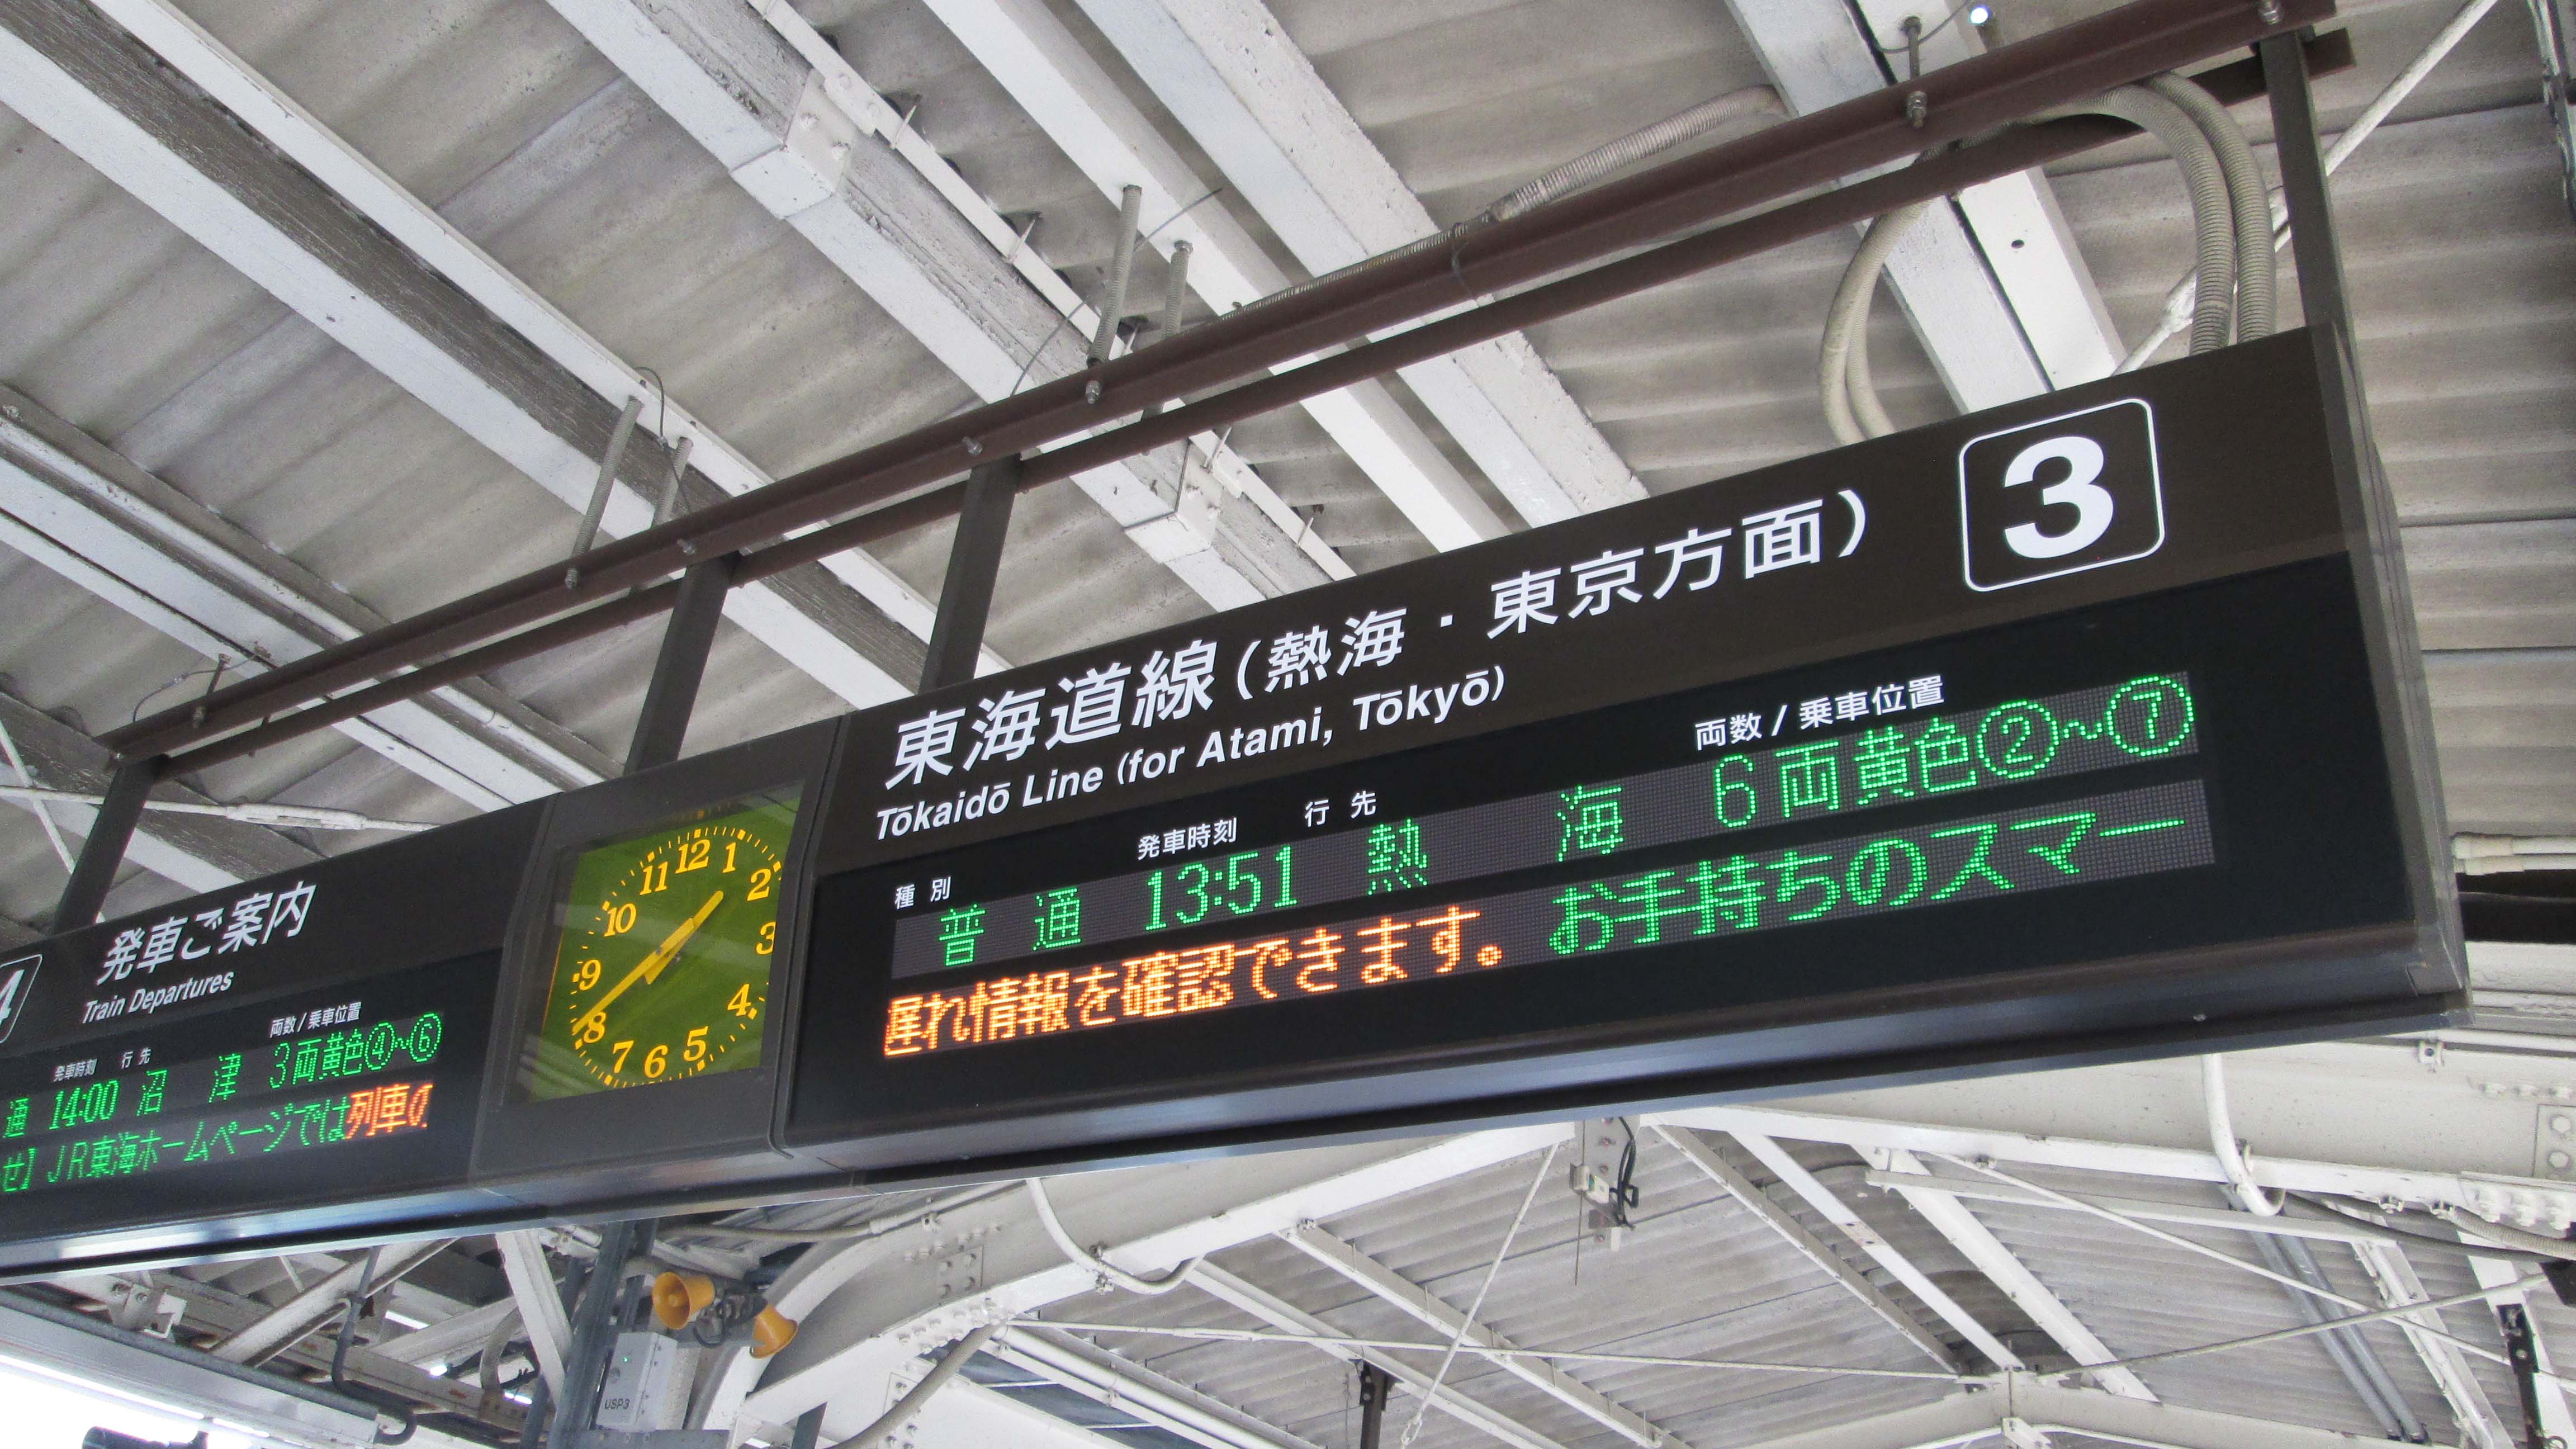 4
発車ご案内
Train Departures
発車時刻 行先 両数/乗車位置
通 14:00 沼津 3両黄色④~⑥
せ】JR東海ホームページでは列車の
12 1 2 3 4 5 6 7 8 9 10 11
東海道線(熱海・東京方面) 3
Tōkaidō Line (for Atami, Tōkyō)
種別 発車時刻 行先 両数/乗車位置
普通 13:51 熱海 6両黄色②~⑦
遅れ情報を確認できます。お手持ちのスマー
USP3